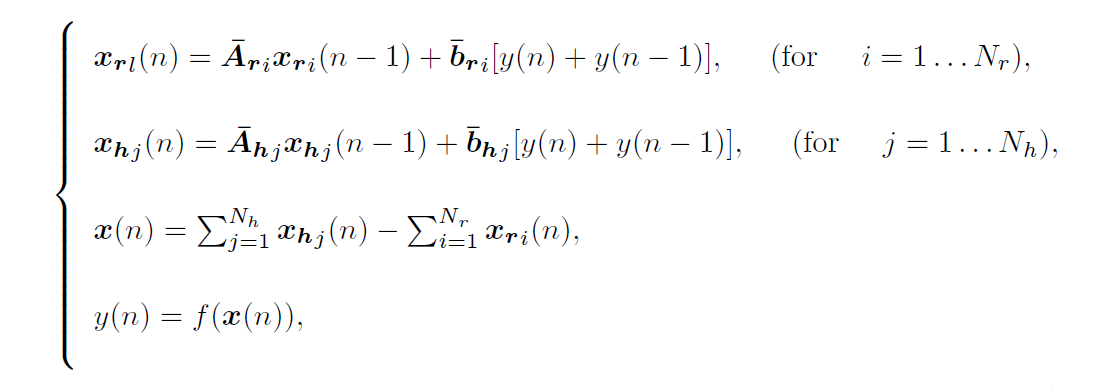 𝒙_{𝒓l}(n) = 𝑨̄_{𝒓i}𝒙_{𝒓i}(n − 1) + 𝒃̄_{𝒓i}[y(n) + y(n − 1)], (for i = 1 … N_r),
𝒙_{𝒉j}(n) = 𝑨̄_{𝒉j}𝒙_{𝒉j}(n − 1) + 𝒃̄_{𝒉j}[y(n) + y(n − 1)], (for j = 1 … N_h),
𝒙(n) = ∑_{j=1}^{N_h} 𝒙_{𝒉j}(n) − ∑_{i=1}^{N_r} 𝒙_{𝒓i}(n),
y(n) = f(𝒙(n)),